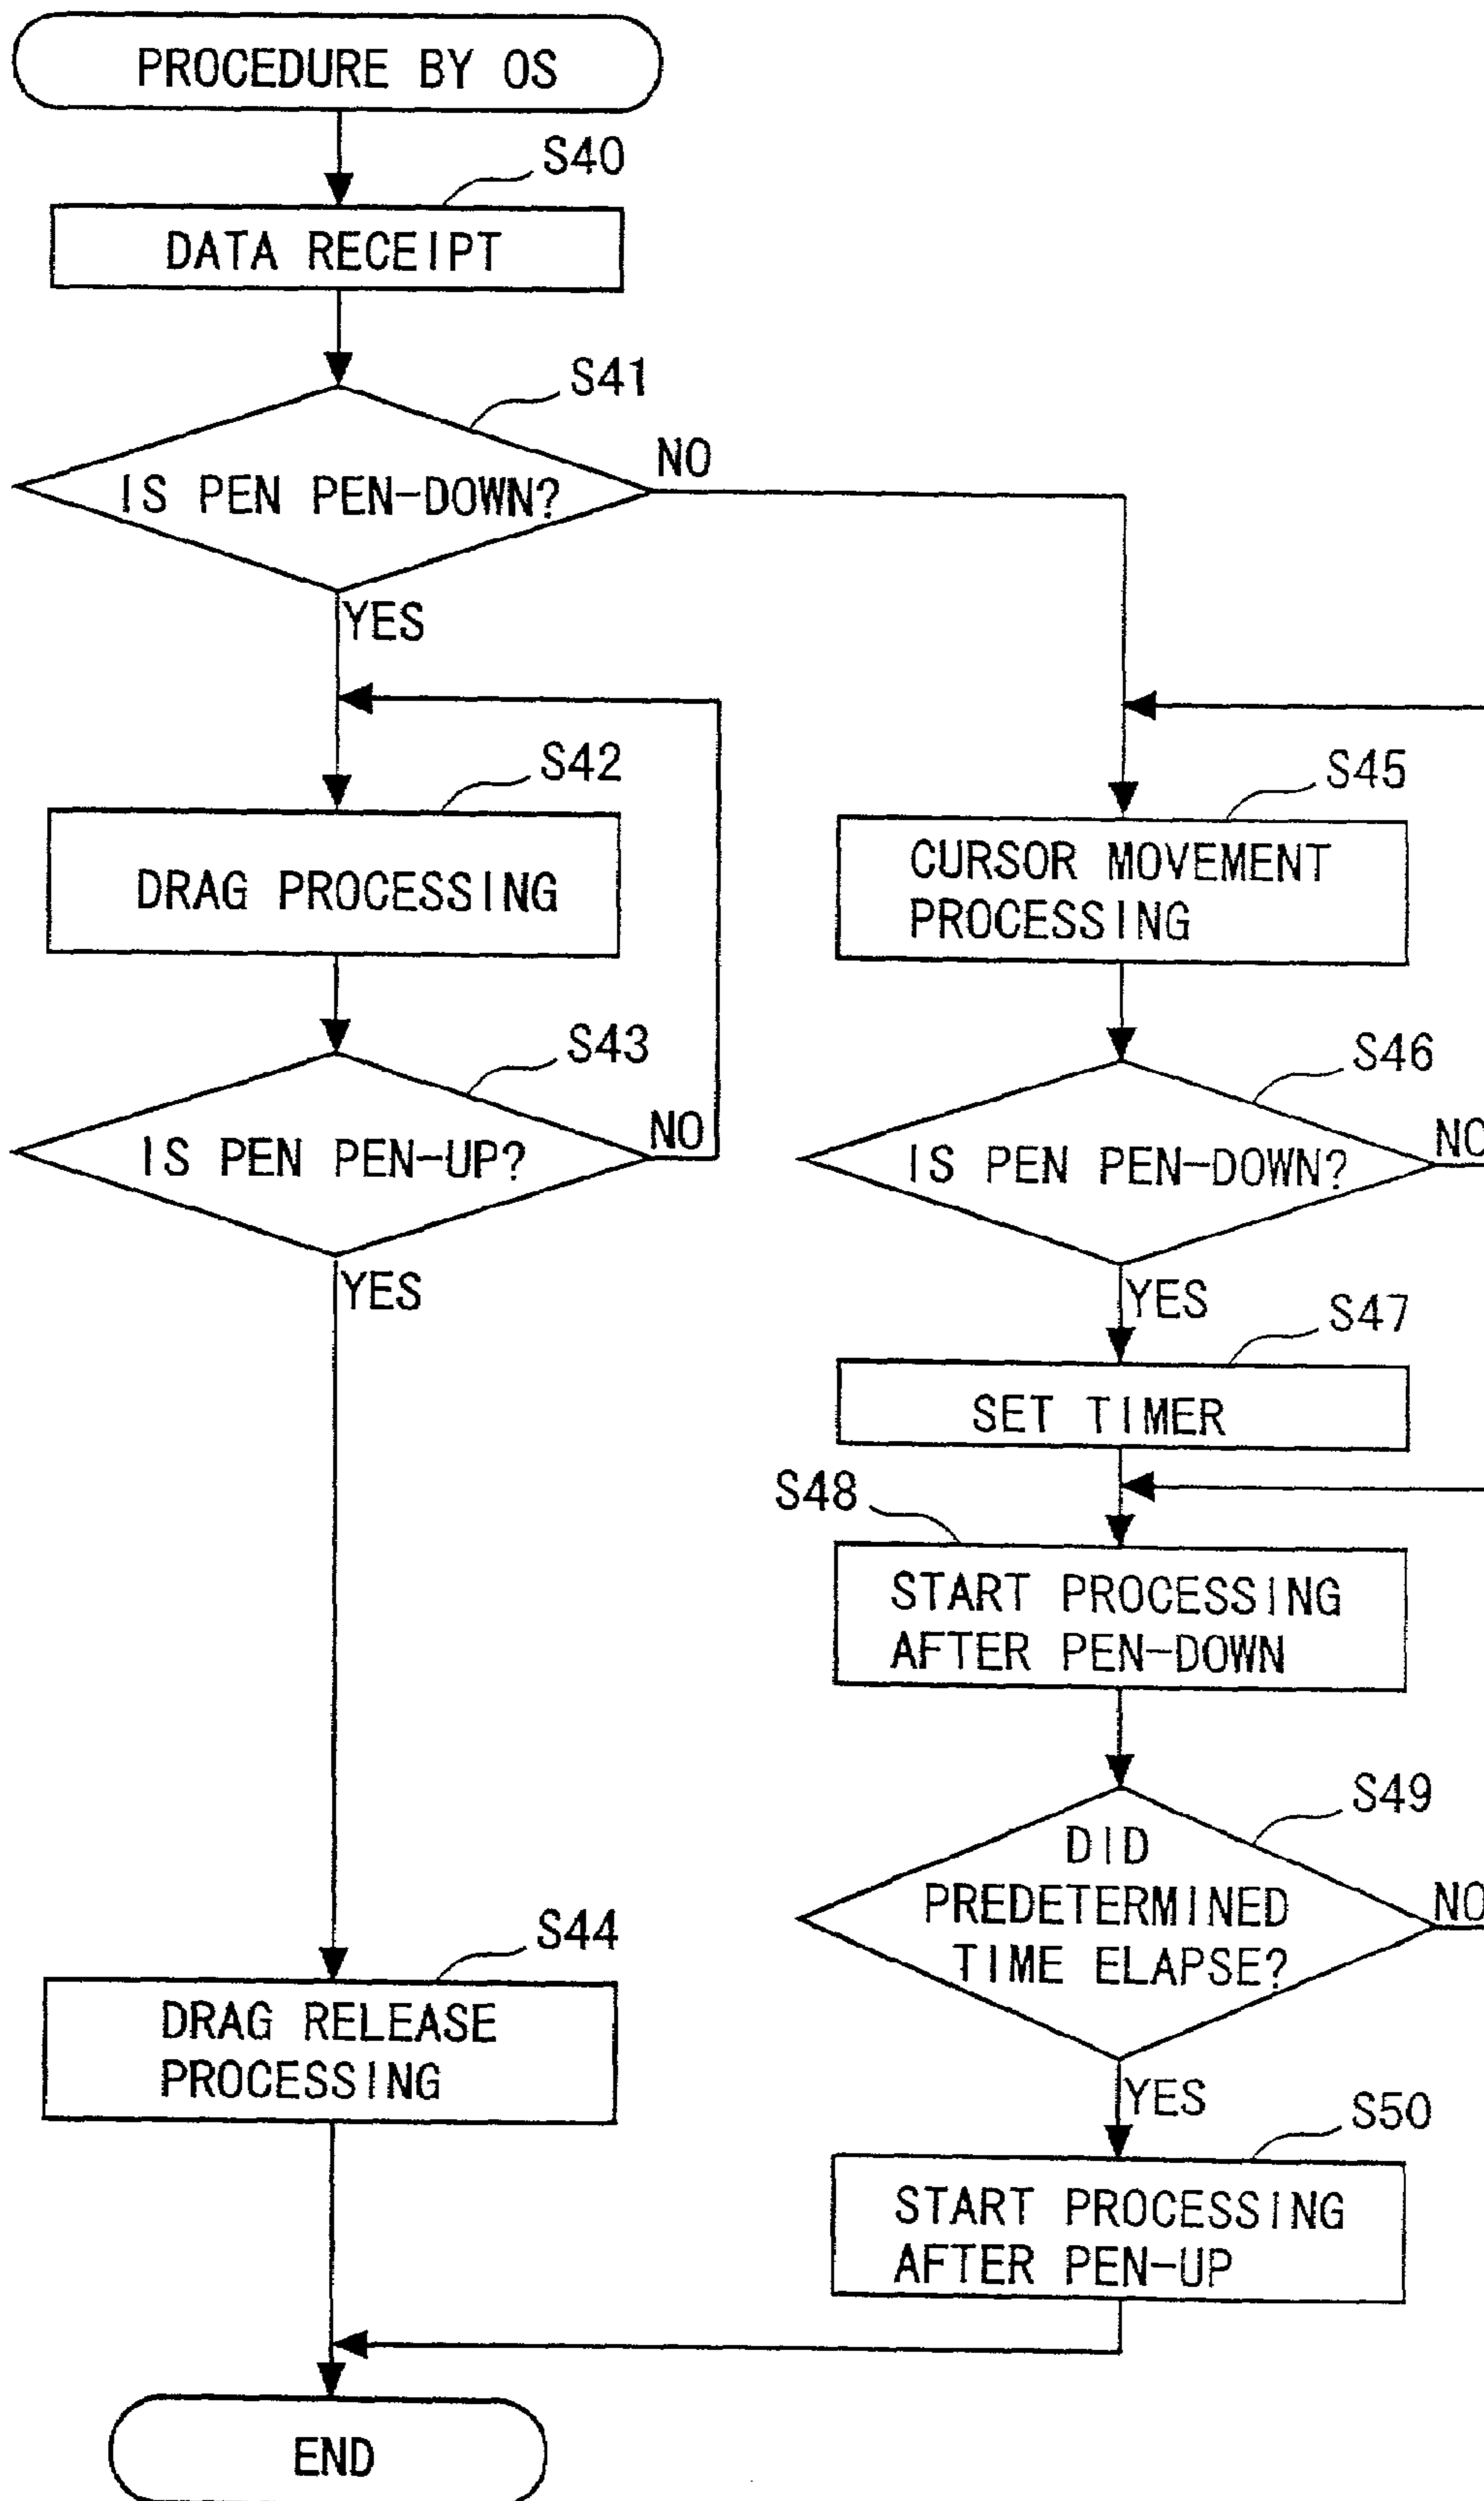 PROCEDURE BY OS
S40
DATA RECEIPT
S41
IS PEN PEN-DOWN?
NO
YES
S42
DRAG PROCESSING
S43
IS PEN PEN-UP?
NO
YES
S44
DRAG RELEASE
PROCESSING
S45
CURSOR MOVEMENT
PROCESSING
S46
IS PEN PEN-DOWN?
NO
YES
S47
SET TIMER
S48
START PROCESSING
AFTER PEN-DOWN
S49
DID
PREDETERMINED
TIME ELAPSE?
NO
YES
S50
START PROCESSING
AFTER PEN-UP
END